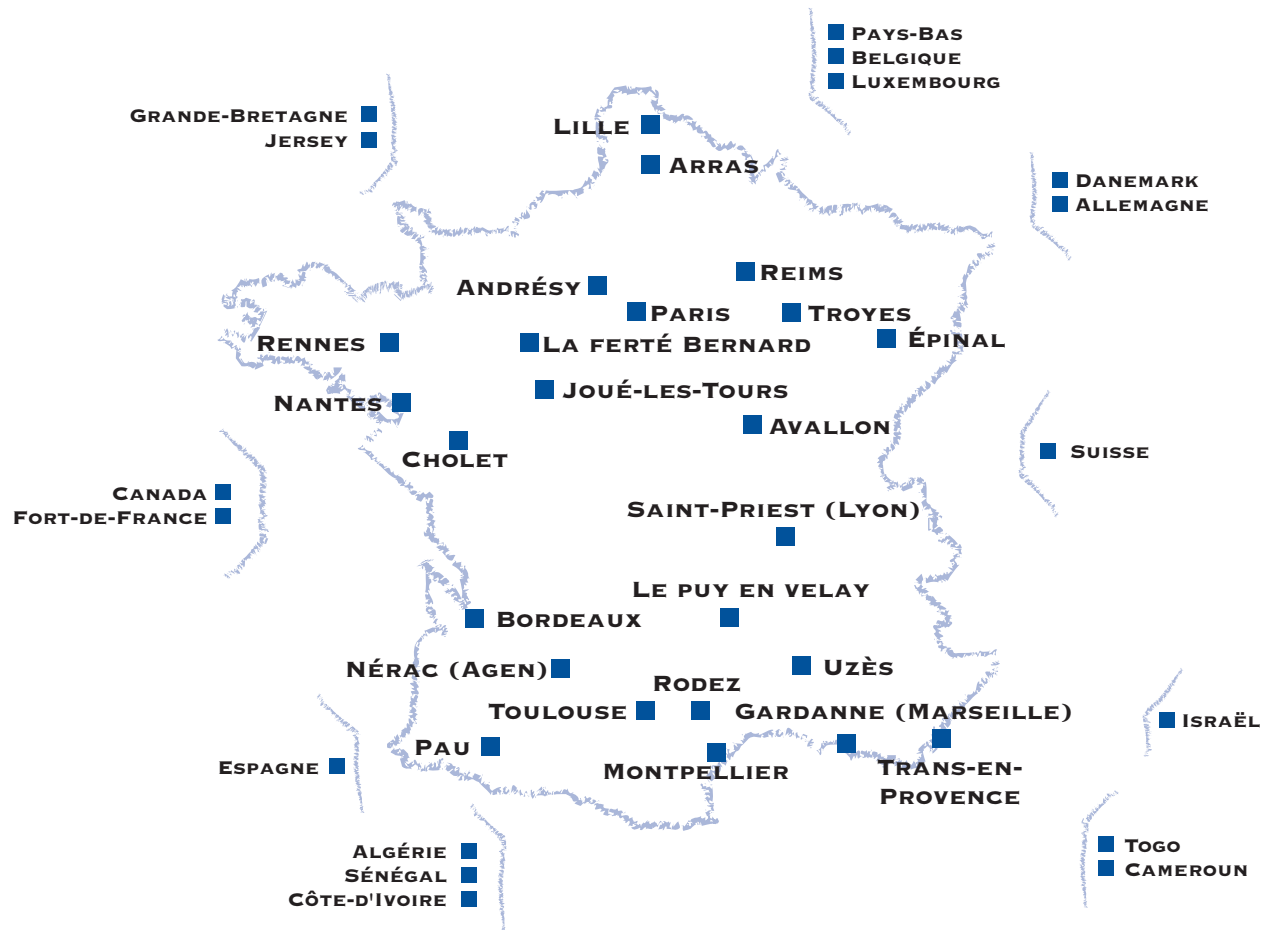 Pays-Bas
Belgique
Luxembourg
Grande-Bretagne
Jersey
Lille
Arras
Danemark
Allemagne
Reims
Andrésy
Paris
Troyes
Épinal
Rennes
La ferté Bernard
Joué-les-Tours
Nantes
Avallon
Cholet
Suisse
Canada
Fort-de-France
Saint-Priest (Lyon)
Le puy en velay
Bordeaux
Nérac (Agen)
Uzès
Rodez
Toulouse
Gardanne (Marseille)
Israël
Pau
Espagne
Montpellier
Trans-en-
Provence
Algérie
Sénégal
Côte-d'Ivoire
Togo
Cameroun